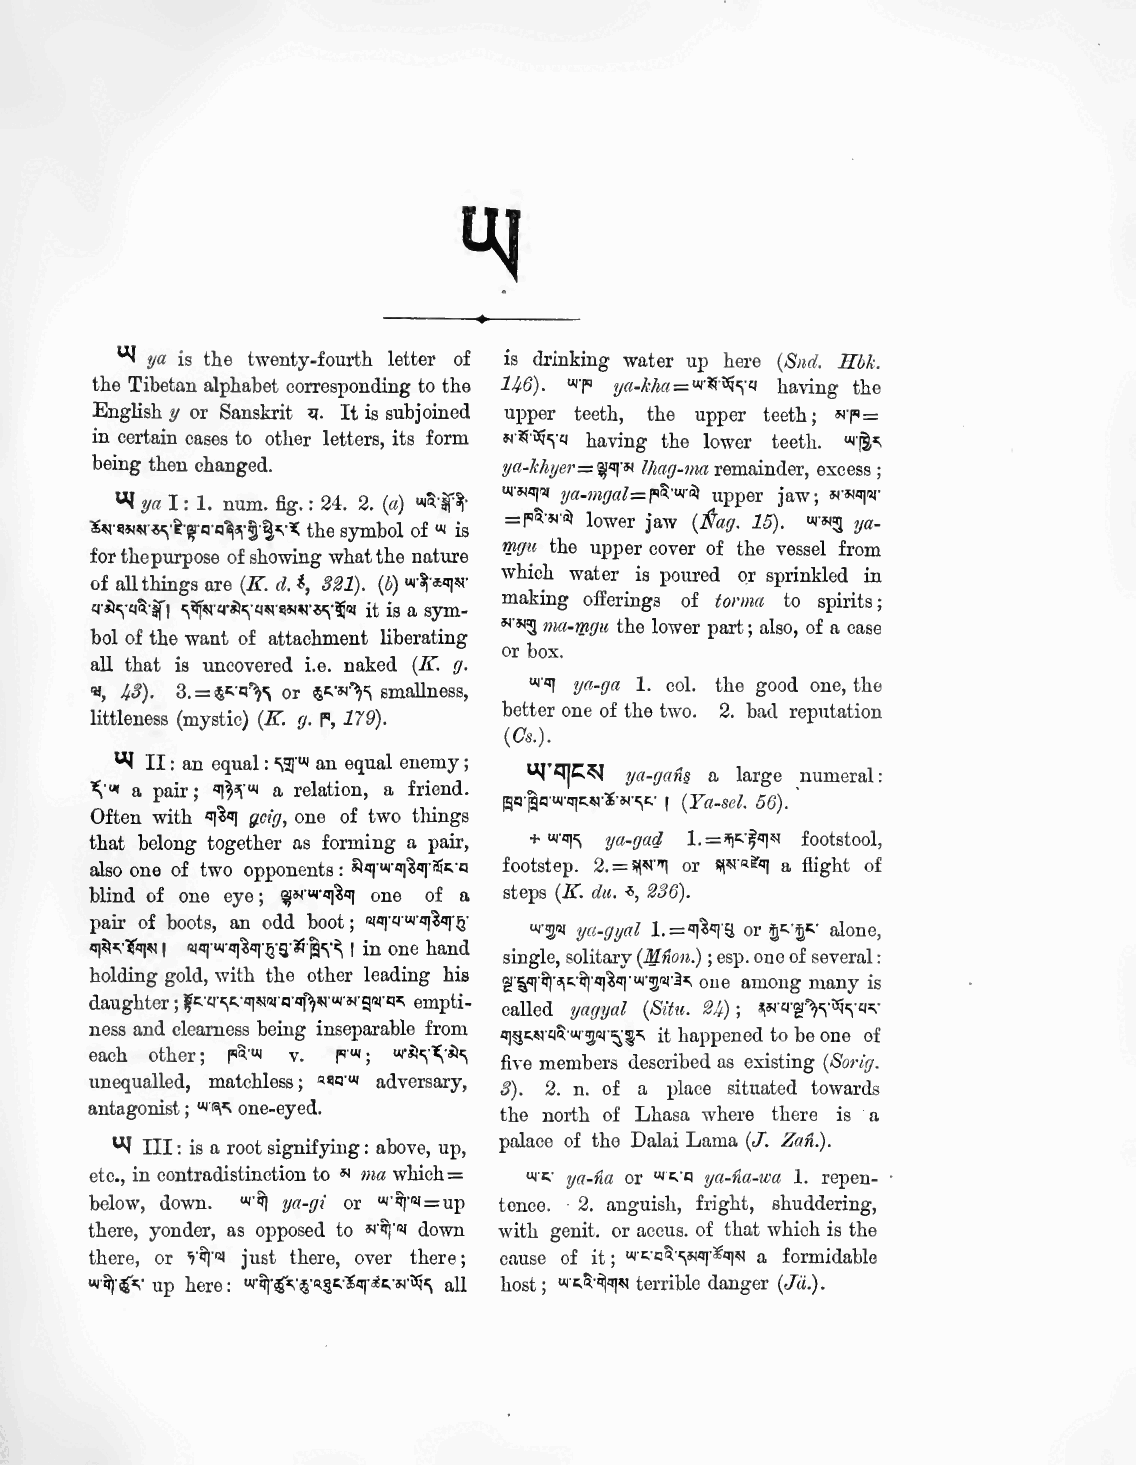 ཡ
ཡ ya is the twenty-fourth letter of
the Tibetan alphabet corresponding to the
English y or Sanskrit य. It is subjoined
in certain cases to other letters, its form
being then changed.
ཡ ya I: 1. num. fig.: 24. 2. (a) ཡའི་སྒོ་ནི་
the symbol of ཡ is
for the purpose of showing what the nature
of all things are (K. d. 321). (b) ཡ་ནི་ཆགས་
པ་མེད་པའི་སྒོ། it is a sym-
bol of the want of attachment liberating
all that is uncovered i.e. naked (K. g.
ལ, 43). 3.=ཆུང་བ་ཉིད or ཆུང་མ་ཉིད smallness,
littleness (mystic) (K. g. ཁ, 179).
ཡ II: an equal: དགྲ་ཡ an equal enemy;
དོ་ཡ a pair; གཉེན་ཡ a relation, a friend.
Often with གཅིག gcig, one of two things
that belong together as forming a pair,
also one of two opponents: མིག་ཡ་གཅིག་ལོང་བ
blind of one eye; ལྷམ་ཡ་གཅིག one of a
pair of boots, an odd boot; ལག་པ་ཡ་གཅིག་ཏུ་
གསེར་ཐོགས། ལག་ཡ་གཅིག་ཏུ་བུ་མོ་ཁྲིད་དེ། in one hand
holding gold, with the other leading his
daughter; སྟོང་པ་དང་གསལ་བ་གཉིས་ཡ་མ་བྲལ་བར empti-
ness and clearness being inseparable from
each other; ཁའི་ཡ v. ཁ་ཡ; ཡ་མེད་དོ་མེད
unequalled, matchless; འཐབ་ཡ adversary,
antagonist; ཡ་ཞར one-eyed.
ཡ III: is a root signifying: above, up,
etc., in contradistinction to མ ma which=
below, down. ཡ་གི ya-gi or ཡ་གི་ལ=up
there, yonder, as opposed to མ་གི་ལ down
there, or དེ་གི་ལ just there, over there;
ཡ་གི་ཚུར་ up here: ཡ་གི་ཚུར་ཆུ་འཐུང་ཆོག་ཚང་མ་ཡོད all
is drinking water up here (Snd. Hbk.
146). ཡ་ཁ ya-kha=ཡ་སོ་ཡོད་པ having the
upper teeth, the upper teeth; མ་ཁ=
མ་སོ་ཡོད་པ having the lower teeth. ཡ་ཁྱེར
ya-khyer=ལྷག་མ lhag-ma remainder, excess;
ཡ་མགལ ya-mgal=ཁའི་ཡ་ལེ upper jaw; མ་མགལ་
=ཁའི་མ་ལེ lower jaw (Ñag. 15). ཡ་མགུ ya-
mgu the upper cover of the vessel from
which water is poured or sprinkled in
making offerings of torma to spirits;
མ་མགུ ma-mgu the lower part; also, of a case
or box.
ཡ་ག ya-ga 1. col. the good one, the
better one of the two. 2. bad reputation
(Cs.).
ཡ་གངས ya-gañs a large numeral:
ཁྲབ་ཁྲིབ་ཡ་གངས་ཆོ་མ་དང་། (Ya-sel. 56).
+ ཡ་གད ya-gad 1.=རྐང་རྟེགས footstool,
footstep. 2.=སྐས་ཀ or སྐས་འཛེག a flight of
steps (K. du. ཅ, 236).
ཡ་གྱལ ya-gyal 1.=གཅིག་པུ or རྐྱང་རྐྱང་ alone,
single, solitary (Mñon.); esp. one of several:
ལྔ་དྲུག་གི་ནང་གི་གཅིག་ལ་ཡ་གྱལ་ཟེར one among many is
called yagyal (Situ. 24); རྣམ་པ་ལྔ་ཉིད་ཡོད་པར་
གསུངས་པའི་ཡ་གྱལ་དུ་གྱུར it happened to be one of
five members described as existing (Sorig.
3). 2. n. of a place situated towards
the north of Lhasa where there is a
palace of the Dalai Lama (J. Zañ.).
ཡ་ང་ ya-ña or ཡ་ང་བ ya-ña-wa 1. repen-
tence. 2. anguish, fright, shuddering,
with genit. or accus. of that which is the
cause of it; ཡ་ང་བའི་དམག་ཚོགས a formidable
host; ཡ་ངའི་གེགས terrible danger (Jä.).